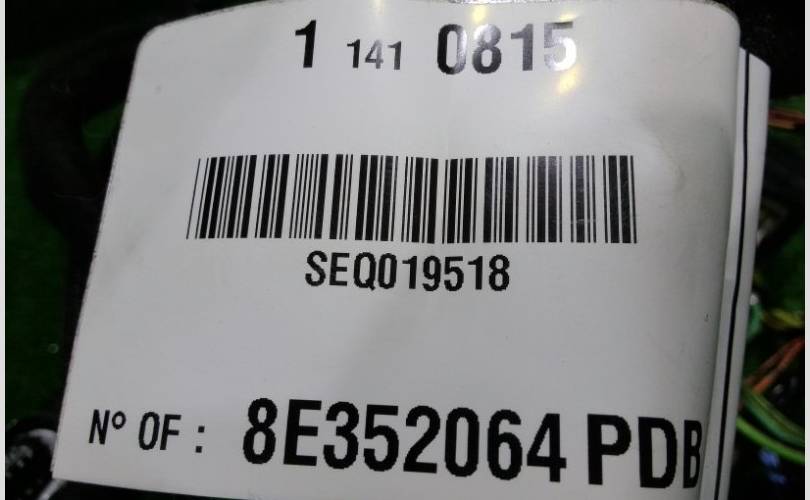 1 141 0815
SEQ019518
N° OF : 8E352064 PDB